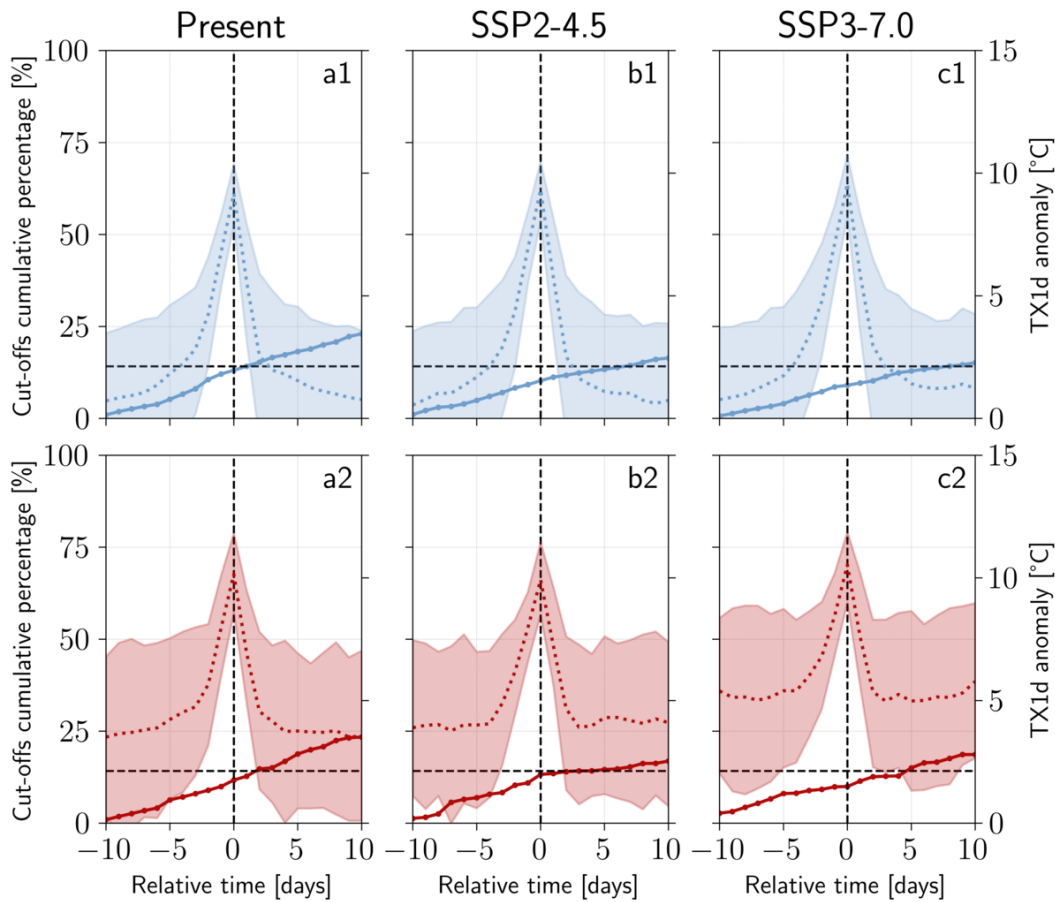 Present SSP2-4.5 SSP3-7.0
100 15
a1 b1 c1
75
10
50
5
25
0 0
Cut-offs cumulative percentage [%]
TX1d anomaly [°C]
100 15
a2 b2 c2
75
10
50
5
25
0 0
Cut-offs cumulative percentage [%]
TX1d anomaly [°C]
−10 −5 0 5 10 −10 −5 0 5 10 −10 −5 0 5 10
Relative time [days] Relative time [days] Relative time [days]